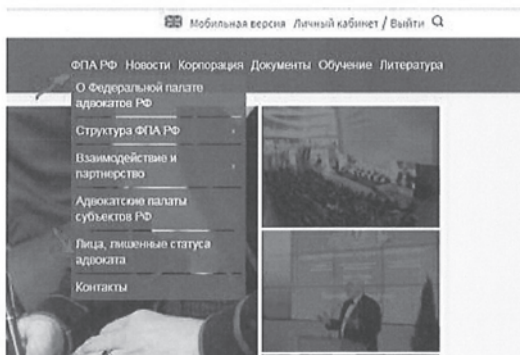 Мобильная версия Личный кабинет / Выйти
ФПА РФ Новости Корпорация Документы Обучение Литература
О Федеральной палате
адвокатов РФ
Структура ФПА РФ
Взаимодействие и
партнерство
Адвокатские палаты
субъектов РФ
Лица, лишенные статуса
адвоката
Контакты